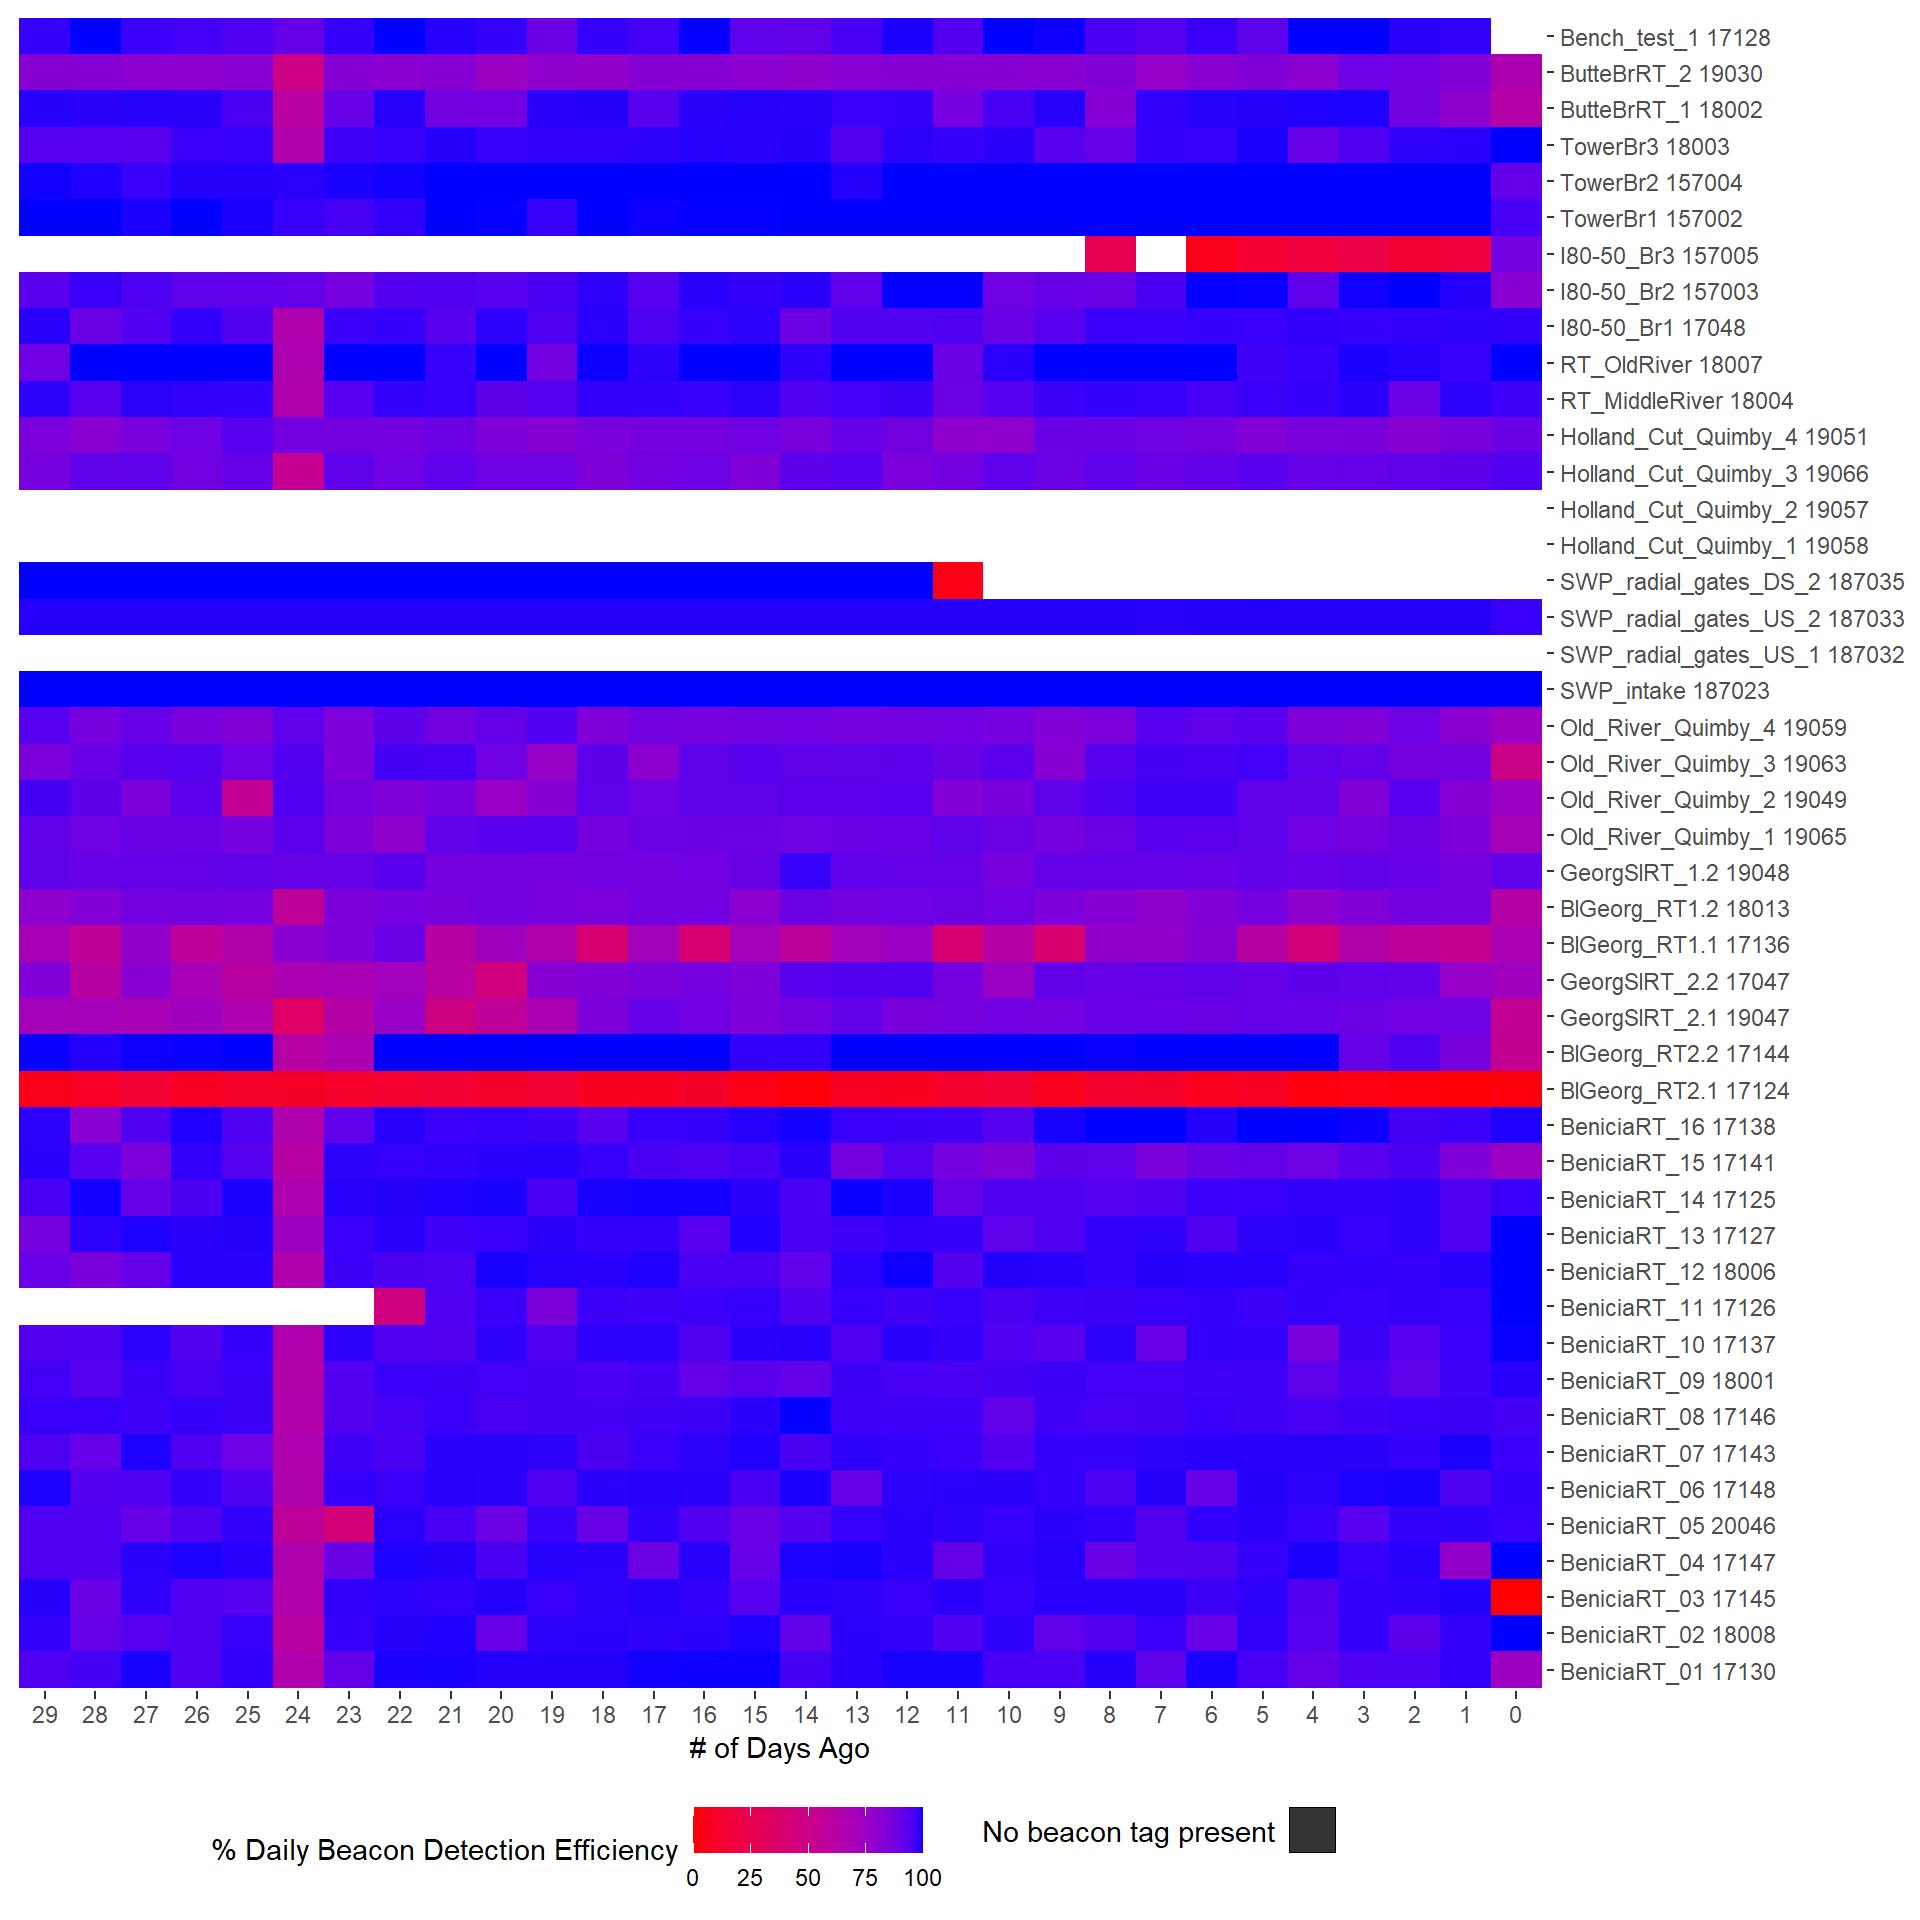 Bench_test_1 17128
ButteBrRT_2 19030
ButteBrRT_1 18002
TowerBr3 18003
TowerBr2 157004
TowerBr1 157002
I80-50_Br3 157005
I80-50_Br2 157003
I80-50_Br1 17048
RT_OldRiver 18007
RT_MiddleRiver 18004
Holland_Cut_Quimby_4 19051
Holland_Cut_Quimby_3 19066
Holland_Cut_Quimby_2 19057
Holland_Cut_Quimby_1 19058
SWP_radial_gates_DS_2 187035
SWP_radial_gates_US_2 187033
SWP_radial_gates_US_1 187032
SWP_intake 187023
Old_River_Quimby_4 19059
Old_River_Quimby_3 19063
Old_River_Quimby_2 19049
Old_River_Quimby_1 19065
GeorgSlRT_1.2 19048
BlGeorg_RT1.2 18013
BlGeorg_RT1.1 17136
GeorgSlRT_2.2 17047
GeorgSlRT_2.1 19047
BlGeorg_RT2.2 17144
BlGeorg_RT2.1 17124
BeniciaRT_16 17138
BeniciaRT_15 17141
BeniciaRT_14 17125
BeniciaRT_13 17127
BeniciaRT_12 18006
BeniciaRT_11 17126
BeniciaRT_10 17137
BeniciaRT_09 18001
BeniciaRT_08 17146
BeniciaRT_07 17143
BeniciaRT_06 17148
BeniciaRT_05 20046
BeniciaRT_04 17147
BeniciaRT_03 17145
BeniciaRT_02 18008
BeniciaRT_01 17130
29 28 27 26 25 24 23 22 21 20 19 18 17 16 15 14 13 12 11 10 9 8 7 6 5 4 3 2 1 0
# of Days Ago
% Daily Beacon Detection Efficiency
0 25 50 75 100
No beacon tag present